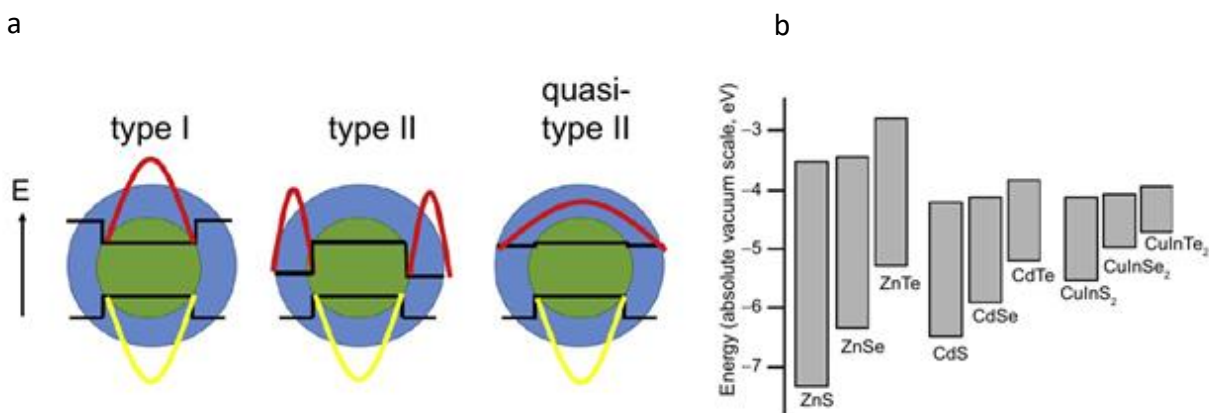 a
b
type I
type II
quasi-
type II
E
Energy (absolute vacuum scale, eV)
−3
−4
−5
−6
−7
ZnS
ZnSe
ZnTe
CdS
CdSe
CdTe
CuInS₂
CuInSe₂
CuInTe₂